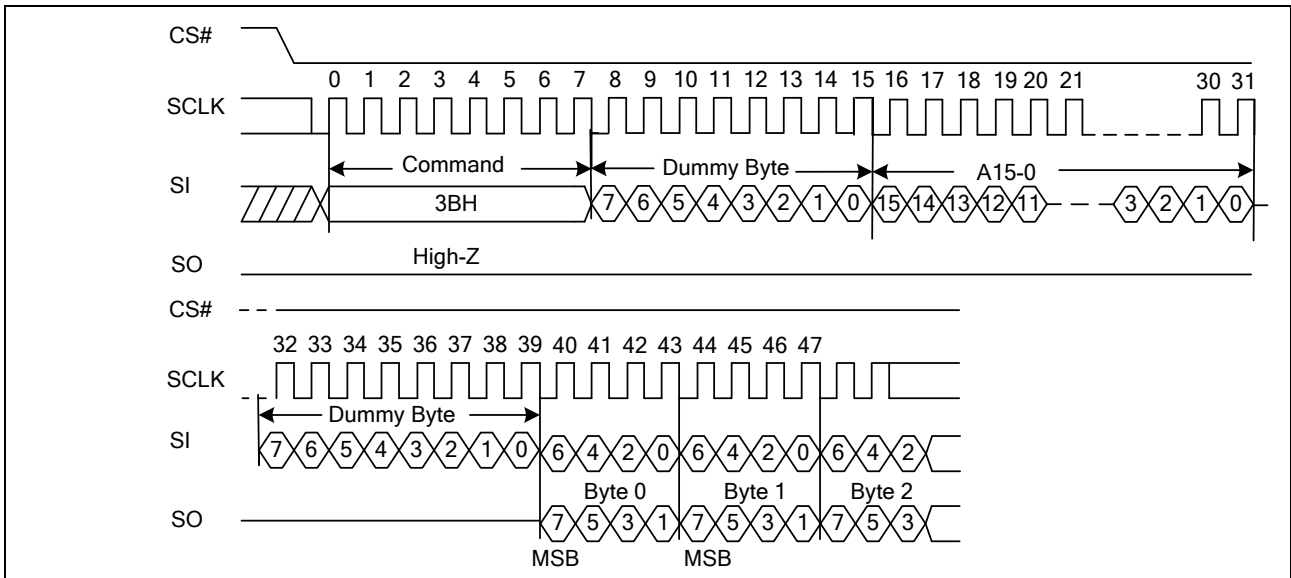 CS#
0 1 2 3 4 5 6 7 8 9 10 11 12 13 14 15 16 17 18 19 20 21 30 31
SCLK
Command Dummy Byte A15-0
SI 3BH 7 6 5 4 3 2 1 0 15 14 13 12 11 3 2 1 0
High-Z
SO
CS#
32 33 34 35 36 37 38 39 40 41 42 43 44 45 46 47
SCLK
Dummy Byte
SI 7 6 5 4 3 2 1 0 6 4 2 0 6 4 2 0 6 4 2
Byte 0 Byte 1 Byte 2
SO 7 5 3 1 7 5 3 1 7 5 3
MSB MSB